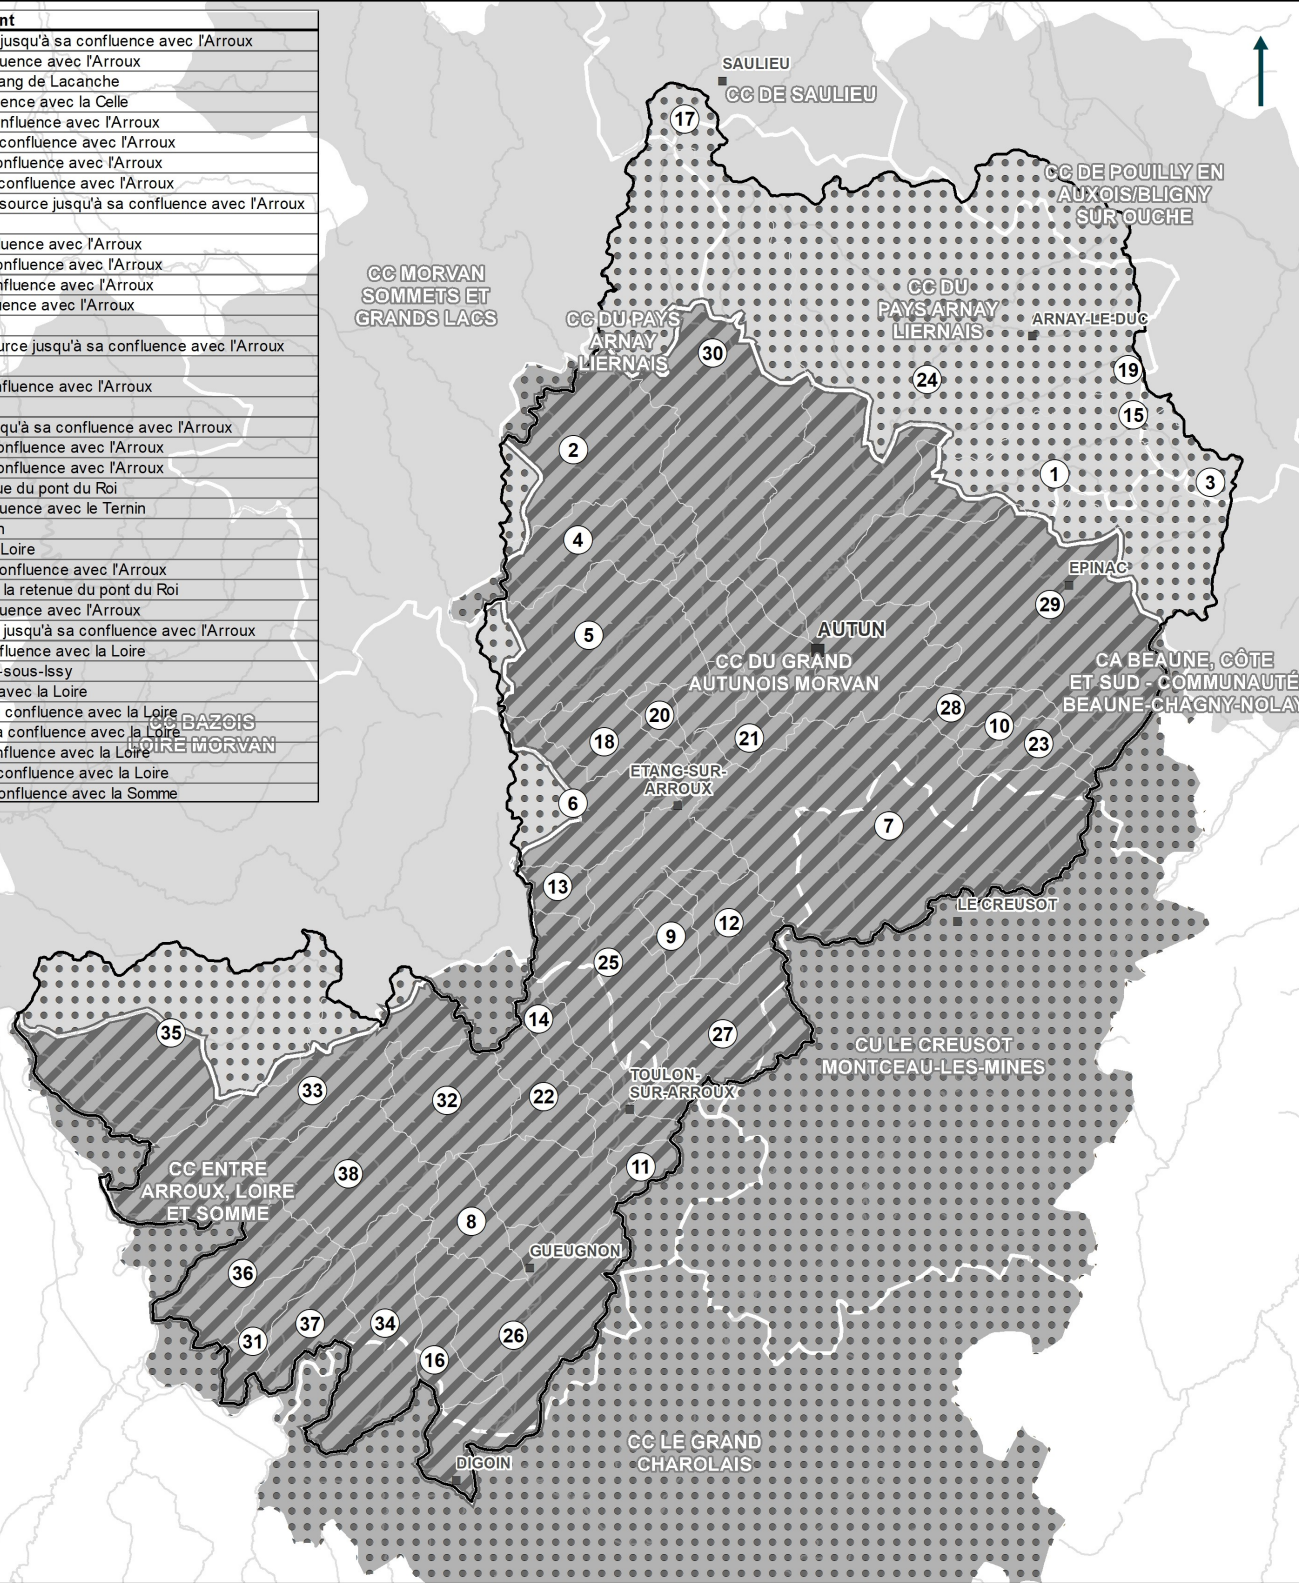 nt
jusqu'à sa confluence avec l'Arroux
uence avec l'Arroux
ang de Lacanche
ence avec la Celle
nfluence avec l'Arroux
confluence avec l'Arroux
onfluence avec l'Arroux
confluence avec l'Arroux
source jusqu'à sa confluence avec l'Arroux
uence avec l'Arroux
onfluence avec l'Arroux
nfluence avec l'Arroux
ence avec l'Arroux
urce jusqu'à sa confluence avec l'Arroux
nfluence avec l'Arroux
qu'à sa confluence avec l'Arroux
onfluence avec l'Arroux
onfluence avec l'Arroux
ue du pont du Roi
uence avec le Ternin
n
Loire
onfluence avec l'Arroux
la retenue du pont du Roi
uence avec l'Arroux
jusqu'à sa confluence avec l'Arroux
fluence avec la Loire
-sous-Issy
avec la Loire
confluence avec la Loire
a confluence avec la Loire
nfluence avec la Loire
confluence avec la Loire
onfluence avec la Somme
SAULIEU
CC DE SAULIEU
17
CC DE POUILLY EN
AUXOIS/BLIGNY
SUR OUCHE
CC MORVAN
SOMMETS ET
GRANDS LACS
CC DU PAYS
ARNAY
LIERNAIS
CC DU
PAYS ARNAY
LIERNAIS
ARNAY-LE-DUC
30
24
19
15
2
1
3
4
EPINAC
29
5
AUTUN
CC DU GRAND
AUTUNOIS MORVAN
CA BEAUNE, CÔTE
ET SUD - COMMUNAUTÉ
BEAUNE-CHAGNY-NOLAY
CC BAZOIS
LOIRE MORVAN
20
28
18
21
10
23
ETANG-SUR-
ARROUX
6
7
13
LE CREUSOT
9
12
25
14
27
35
CU LE CREUSOT
MONTCEAU-LES-MINES
TOULON-
SUR-ARROUX
33
32
22
11
38
CC ENTRE
ARROUX, LOIRE
ET SOMME
8
GUEUGNON
36
37
34
31
26
16
CC LE GRAND
CHAROLAIS
DIGOIN